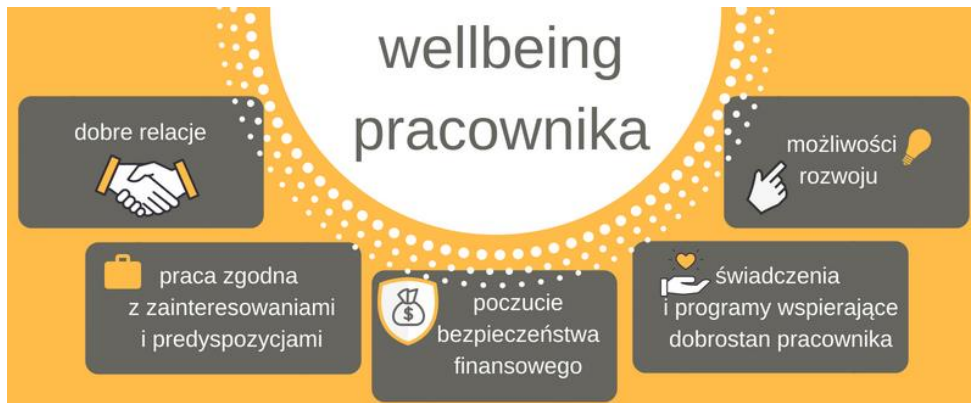 wellbeing
pracownika
dobre relacje
praca zgodna
z zainteresowaniami
i predyspozycjami
poczucie
bezpieczeństwa
finansowego
świadczenia
i programy wspierające
dobrostan pracownika
możliwości
rozwoju
$